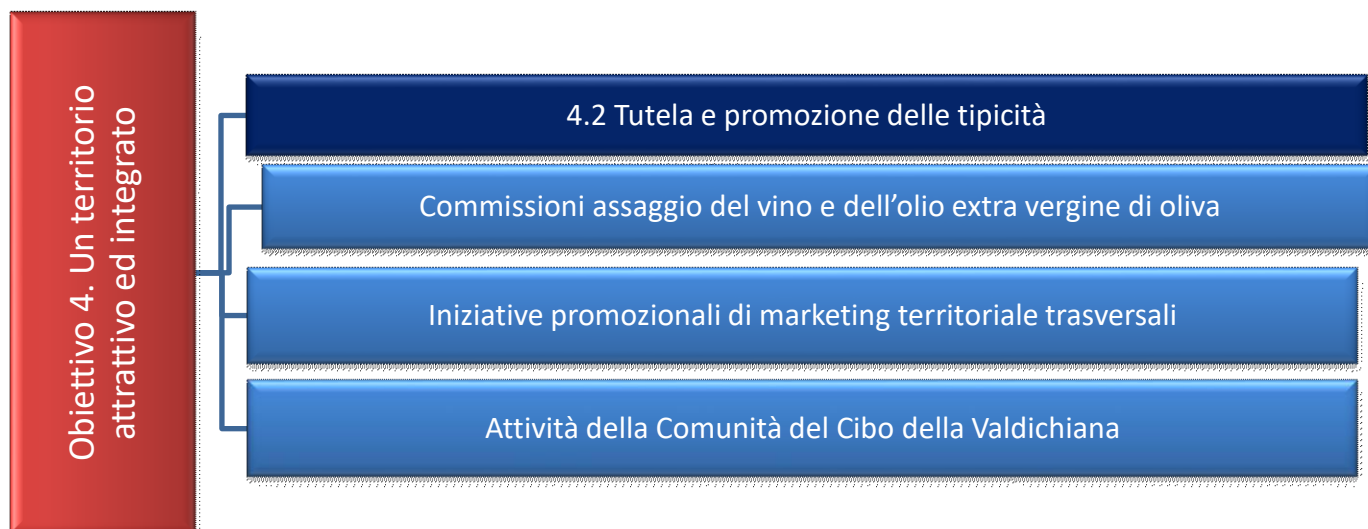 Obiettivo 4. Un territorio
attrattivo ed integrato
4.2 Tutela e promozione delle tipicità
Commissioni assaggio del vino e dell’olio extra vergine di oliva
Iniziative promozionali di marketing territoriale trasversali
Attività della Comunità del Cibo della Valdichiana